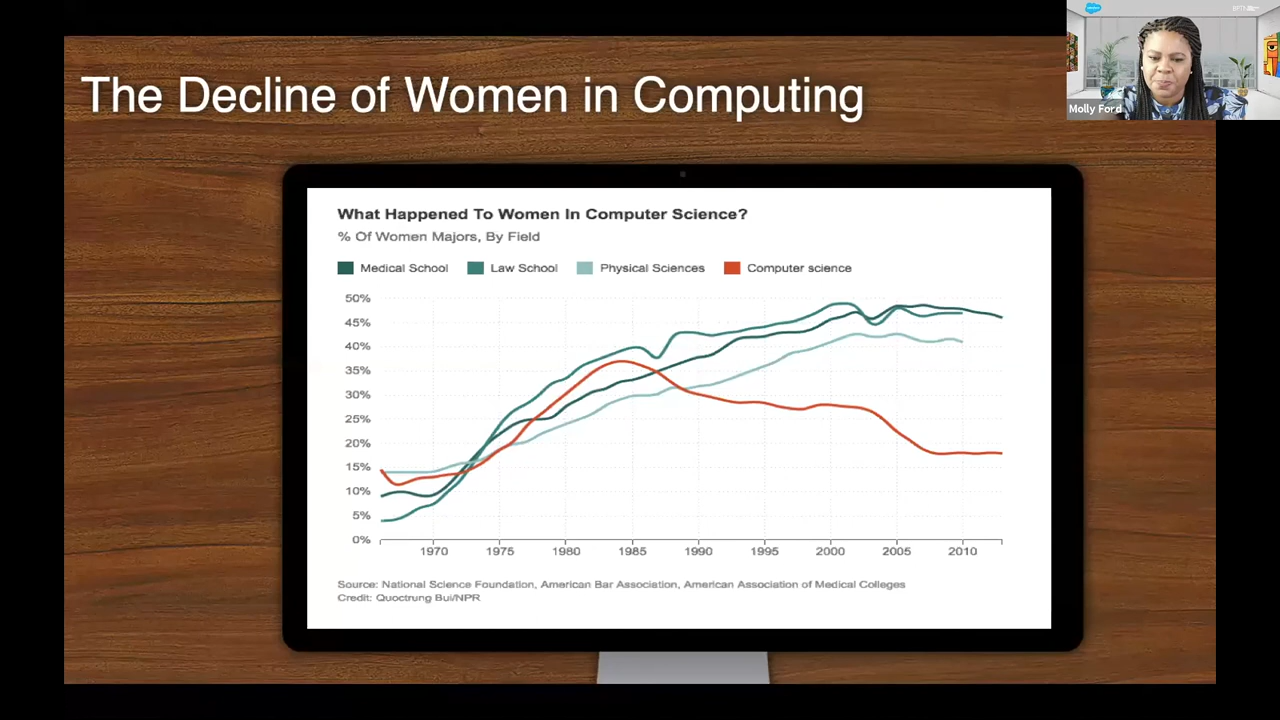 The Decline of Women in Computing
Molly Ford
What Happened To Women In Computer Science?
% Of Women Majors, By Field
Medical School Law School Physical Sciences Computer science
50%
45%
40%
35%
30%
25%
20%
15%
10%
5%
0%
1970 1975 1980 1985 1990 1995 2000 2005 2010
Source: National Science Foundation, American Bar Association, American Association of Medical Colleges
Credit: Quoctrung Bui/NPR